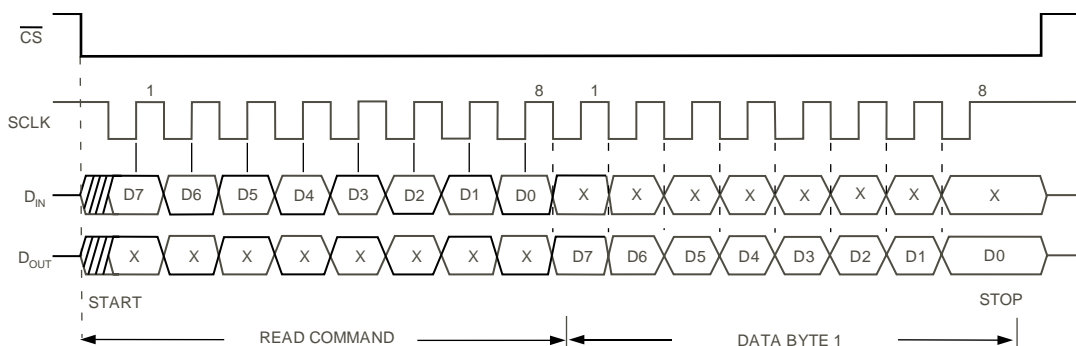 CS
1 8 1 8
SCLK
DIN D7 D6 D5 D4 D3 D2 D1 D0 X X X X X X X X
DOUT X X X X X X X X D7 D6 D5 D4 D3 D2 D1 D0
START STOP
READ COMMAND DATA BYTE 1